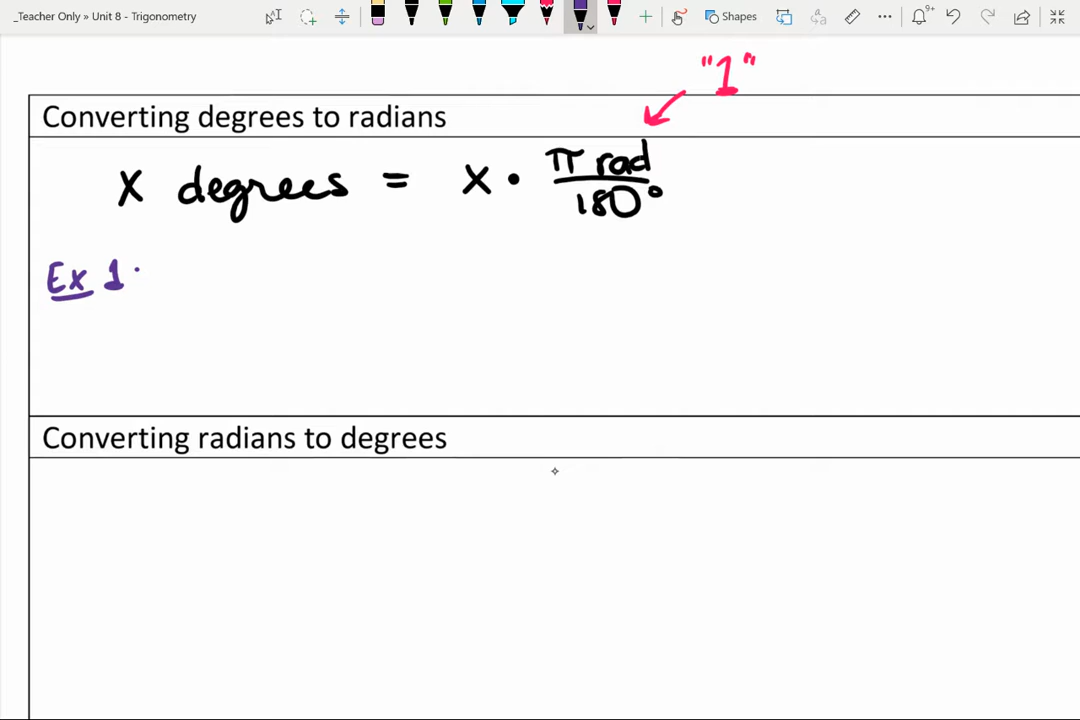 _Teacher Only » Unit 8 - Trigonometry
Shapes
9+
"1"
Converting degrees to radians
x degrees = x · π rad / 180°
Ex 1.
Converting radians to degrees